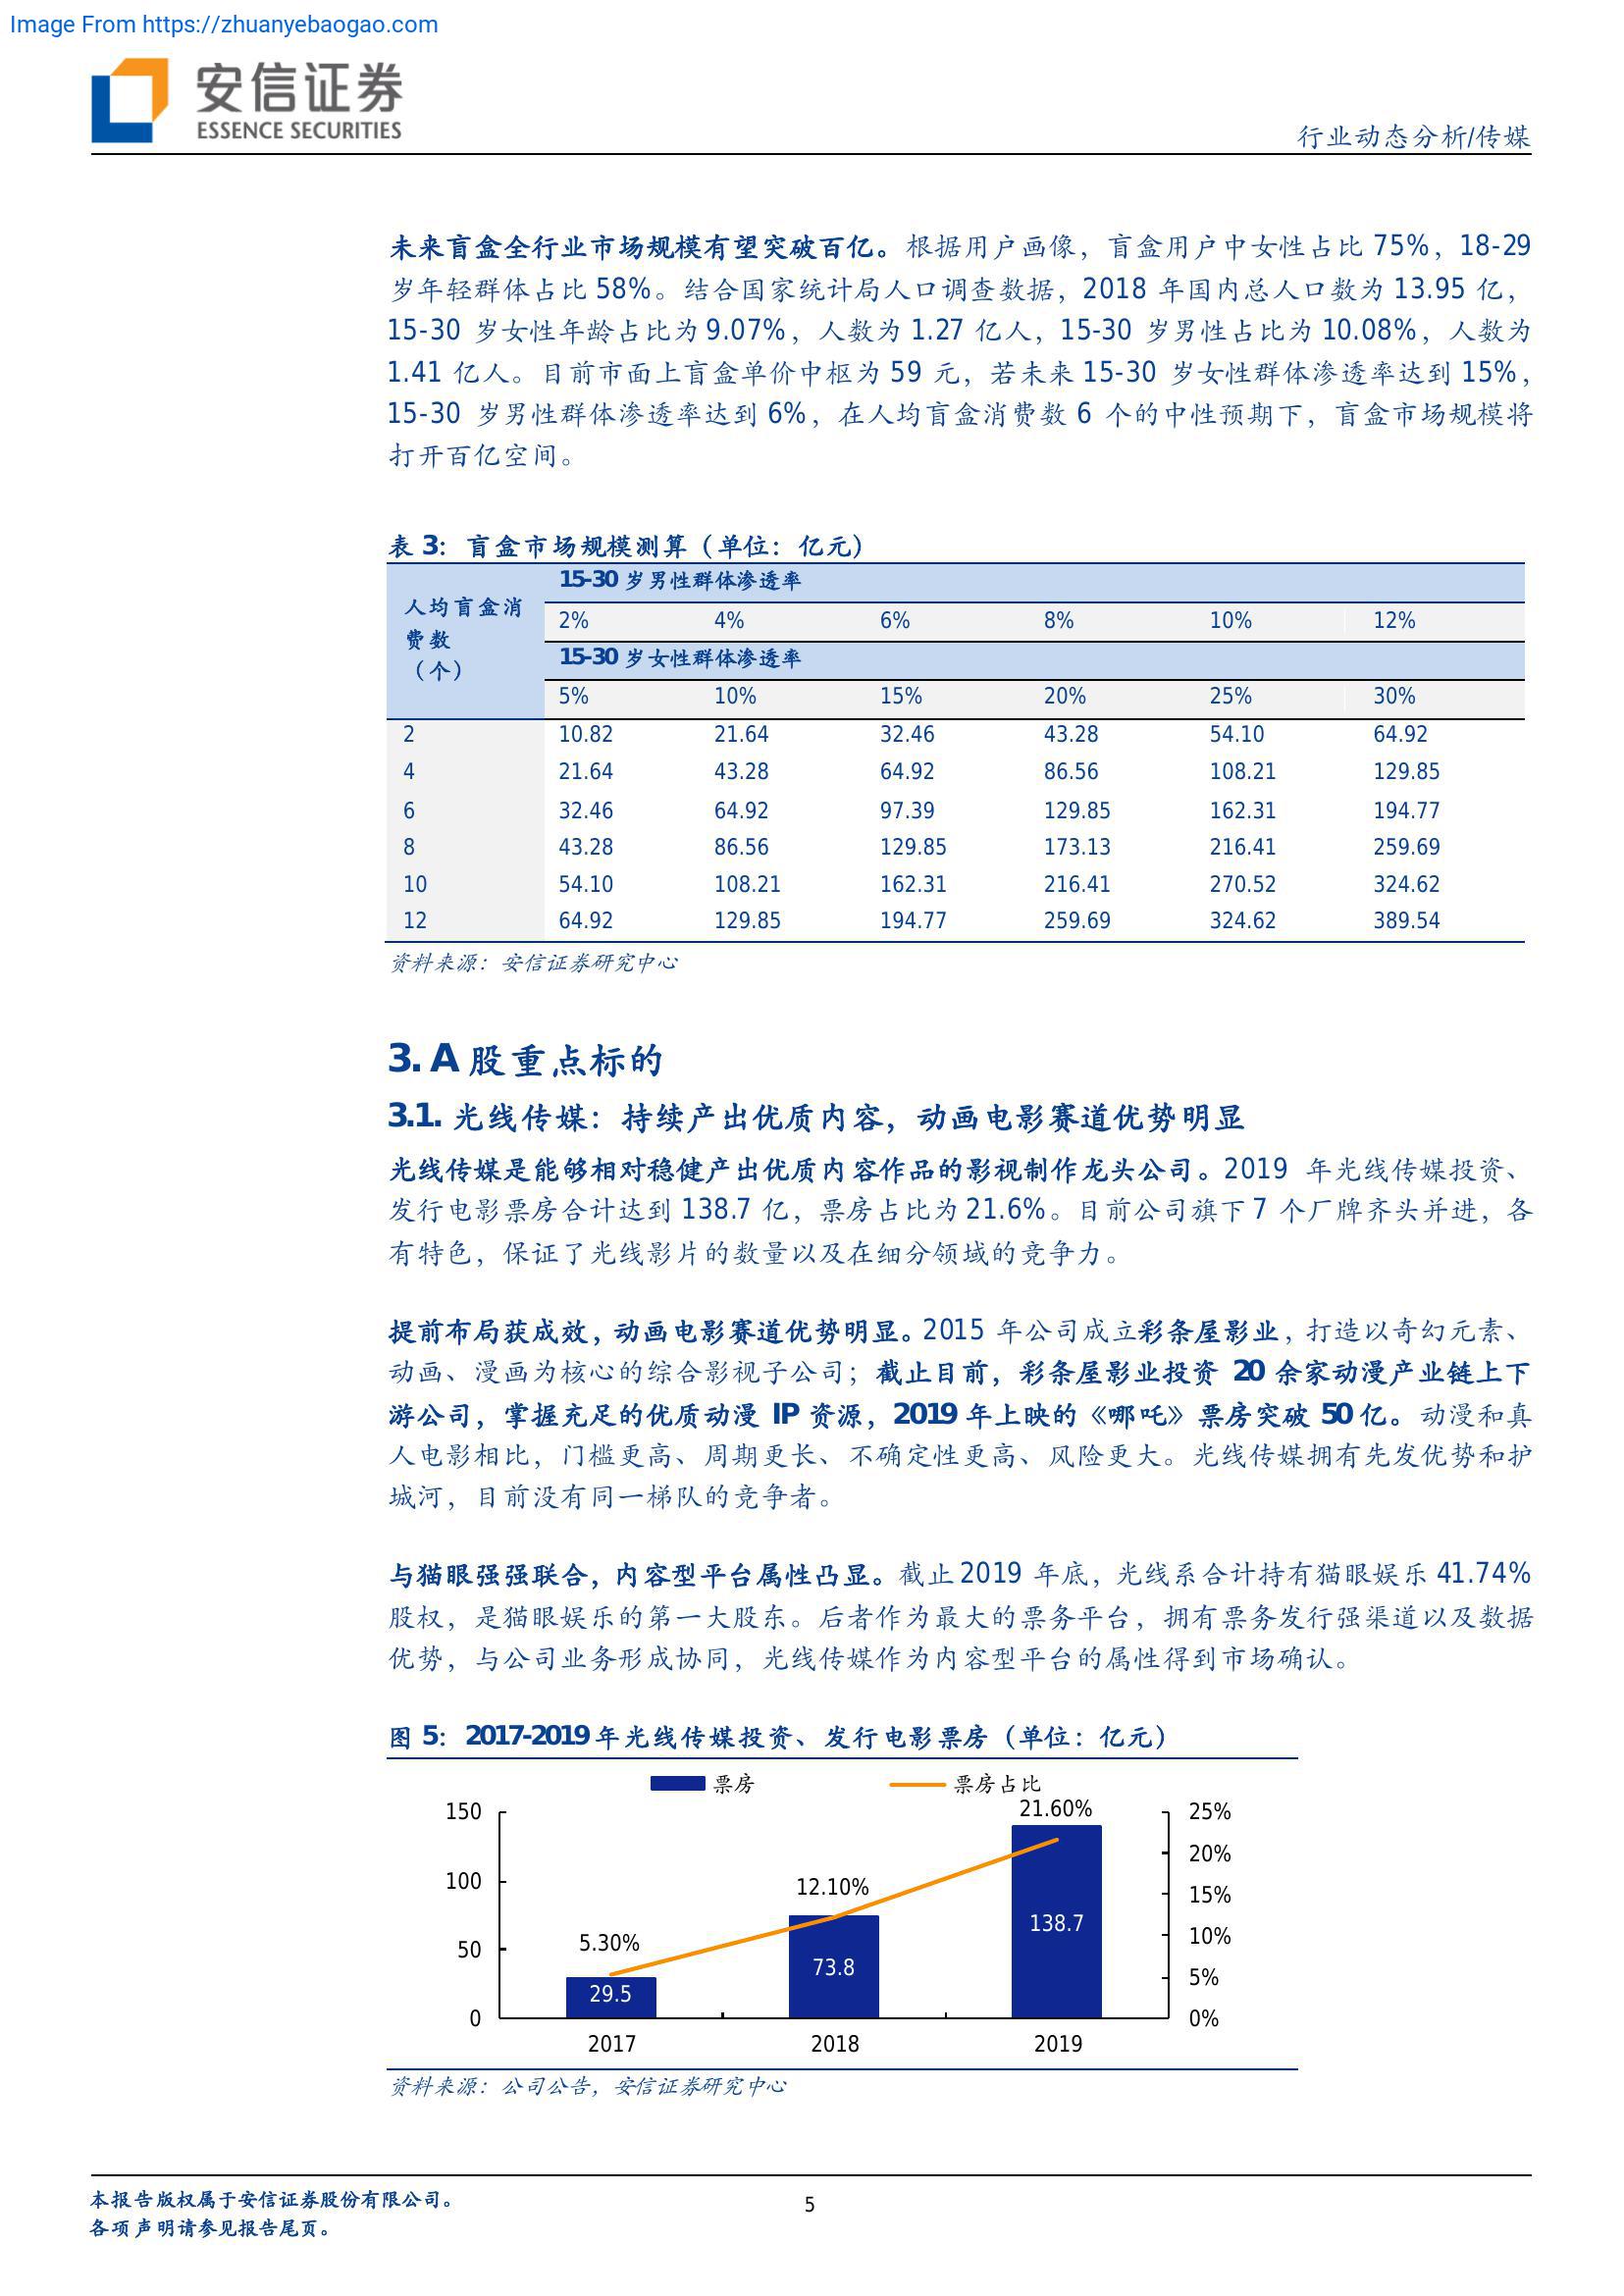 Image From https://zhuanyebaogao.com
安信证券
ESSENCE SECURITIES
行业动态分析/传媒
未来盲盒全行业市场规模有望突破百亿。根据用户画像，盲盒用户中女性占比 75%，18-29
岁年轻群体占比 58%。结合国家统计局人口调查数据，2018 年国内总人口数为 13.95 亿，
15-30 岁女性年龄占比为 9.07%，人数为 1.27 亿人，15-30 岁男性占比为 10.08%，人数为
1.41 亿人。目前市面上盲盒单价中枢为 59 元，若未来 15-30 岁女性群体渗透率达到 15%，
15-30 岁男性群体渗透率达到 6%，在人均盲盒消费数 6 个的中性预期下，盲盒市场规模将
打开百亿空间。
表 3：盲盒市场规模测算（单位：亿元）
人均盲盒消
费数
（个）
15-30 岁男性群体渗透率
2% 4% 6% 8% 10% 12%
15-30 岁女性群体渗透率
5% 10% 15% 20% 25% 30%
2 10.82 21.64 32.46 43.28 54.10 64.92
4 21.64 43.28 64.92 86.56 108.21 129.85
6 32.46 64.92 97.39 129.85 162.31 194.77
8 43.28 86.56 129.85 173.13 216.41 259.69
10 54.10 108.21 162.31 216.41 270.52 324.62
12 64.92 129.85 194.77 259.69 324.62 389.54
资料来源：安信证券研究中心
3. A 股重点标的
3.1. 光线传媒：持续产出优质内容，动画电影赛道优势明显
光线传媒是能够相对稳健产出优质内容作品的影视制作龙头公司。2019 年光线传媒投资、
发行电影票房合计达到 138.7 亿，票房占比为 21.6%。目前公司旗下 7 个厂牌齐头并进，各
有特色，保证了光线影片的数量以及在细分领域的竞争力。
提前布局获成效，动画电影赛道优势明显。2015 年公司成立彩条屋影业，打造以奇幻元素、
动画、漫画为核心的综合影视子公司；截止目前，彩条屋影业投资 20 余家动漫产业链上下
游公司，掌握充足的优质动漫 IP 资源，2019 年上映的《哪吒》票房突破 50 亿。动漫和真
人电影相比，门槛更高、周期更长、不确定性更高、风险更大。光线传媒拥有先发优势和护
城河，目前没有同一梯队的竞争者。
与猫眼强强联合，内容型平台属性凸显。截止 2019 年底，光线系合计持有猫眼娱乐 41.74%
股权，是猫眼娱乐的第一大股东。后者作为最大的票务平台，拥有票务发行强渠道以及数据
优势，与公司业务形成协同，光线传媒作为内容型平台的属性得到市场确认。
图 5：2017-2019 年光线传媒投资、发行电影票房（单位：亿元）
票房 票房占比
150 21.60% 25%
20%
100 12.10% 15%
138.7
50 5.30% 10%
73.8
29.5 5%
0 0%
2017 2018 2019
资料来源：公司公告，安信证券研究中心
本报告版权属于安信证券股份有限公司。
各项声明请参见报告尾页。
5